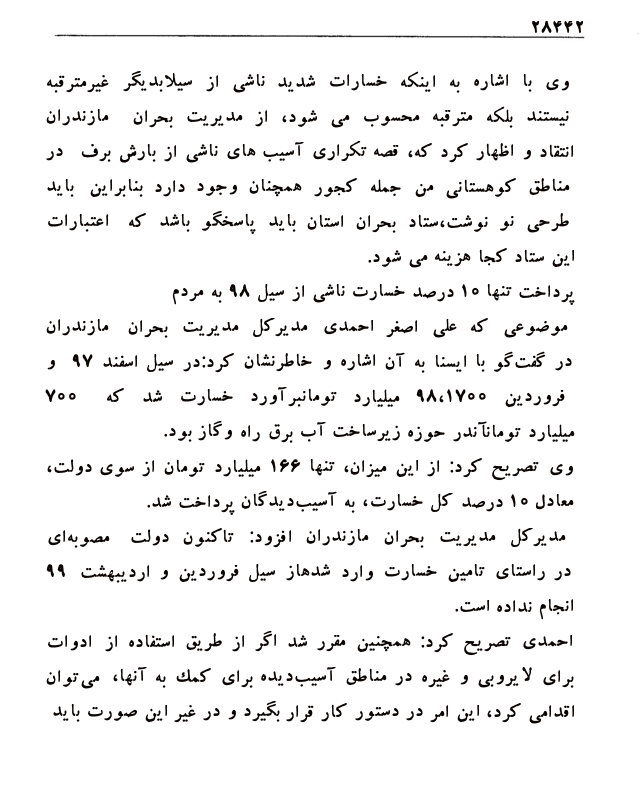 ۲۸۴۴۲
وی با اشاره به اینکه خسارات شدید ناشی از سیلابدیگر غیرمترقبه
نیستند بلکه مترقبه محسوب می شود، از مدیریت بحران مازندران
انتقاد و اظهار کرد که، قصه تکراری آسیب های ناشی از بارش برف در
مناطق کوهستانی من جمله کجور همچنان وجود دارد بنابراین باید
طرحی نو نوشت،ستاد بحران استان باید پاسخگو باشد که اعتبارات
این ستاد کجا هزینه می شود.
پرداخت تنها ۱۰ درصد خسارت ناشی از سیل ۹۸ به مردم
موضوعی که علی اصغر احمدی مدیرکل مدیریت بحران مازندران
در گفت‌گو با ایسنا به آن اشاره و خاطرنشان کرد:در سیل اسفند ۹۷ و
فروردین ۹۸،۱۷۰۰ میلیارد تومانبرآورد خسارت شد که ۷۰۰
میلیارد تومانآندر حوزه زیرساخت آب برق راه وگاز بود.
وی تصریح کرد: از این میزان، تنها ۱۶۶ میلیارد تومان از سوی دولت،
معادل ۱۰ درصد کل خسارت، به آسیب‌دیدگان پرداخت شد.
مدیرکل مدیریت بحران مازندران افزود: تاکنون دولت مصوبه‌ای
در راستای تامین خسارت وارد شدهاز سیل فروردین و اردیبهشت ۹۹
انجام نداده است.
احمدی تصریح کرد: همچنین مقرر شد اگر از طریق استفاده از ادوات
برای لایروبی و غیره در مناطق آسیب‌دیده برای کمك به آنها، می‌توان
اقدامی کرد، این امر در دستور کار قرار بگیرد و در غیر این صورت باید